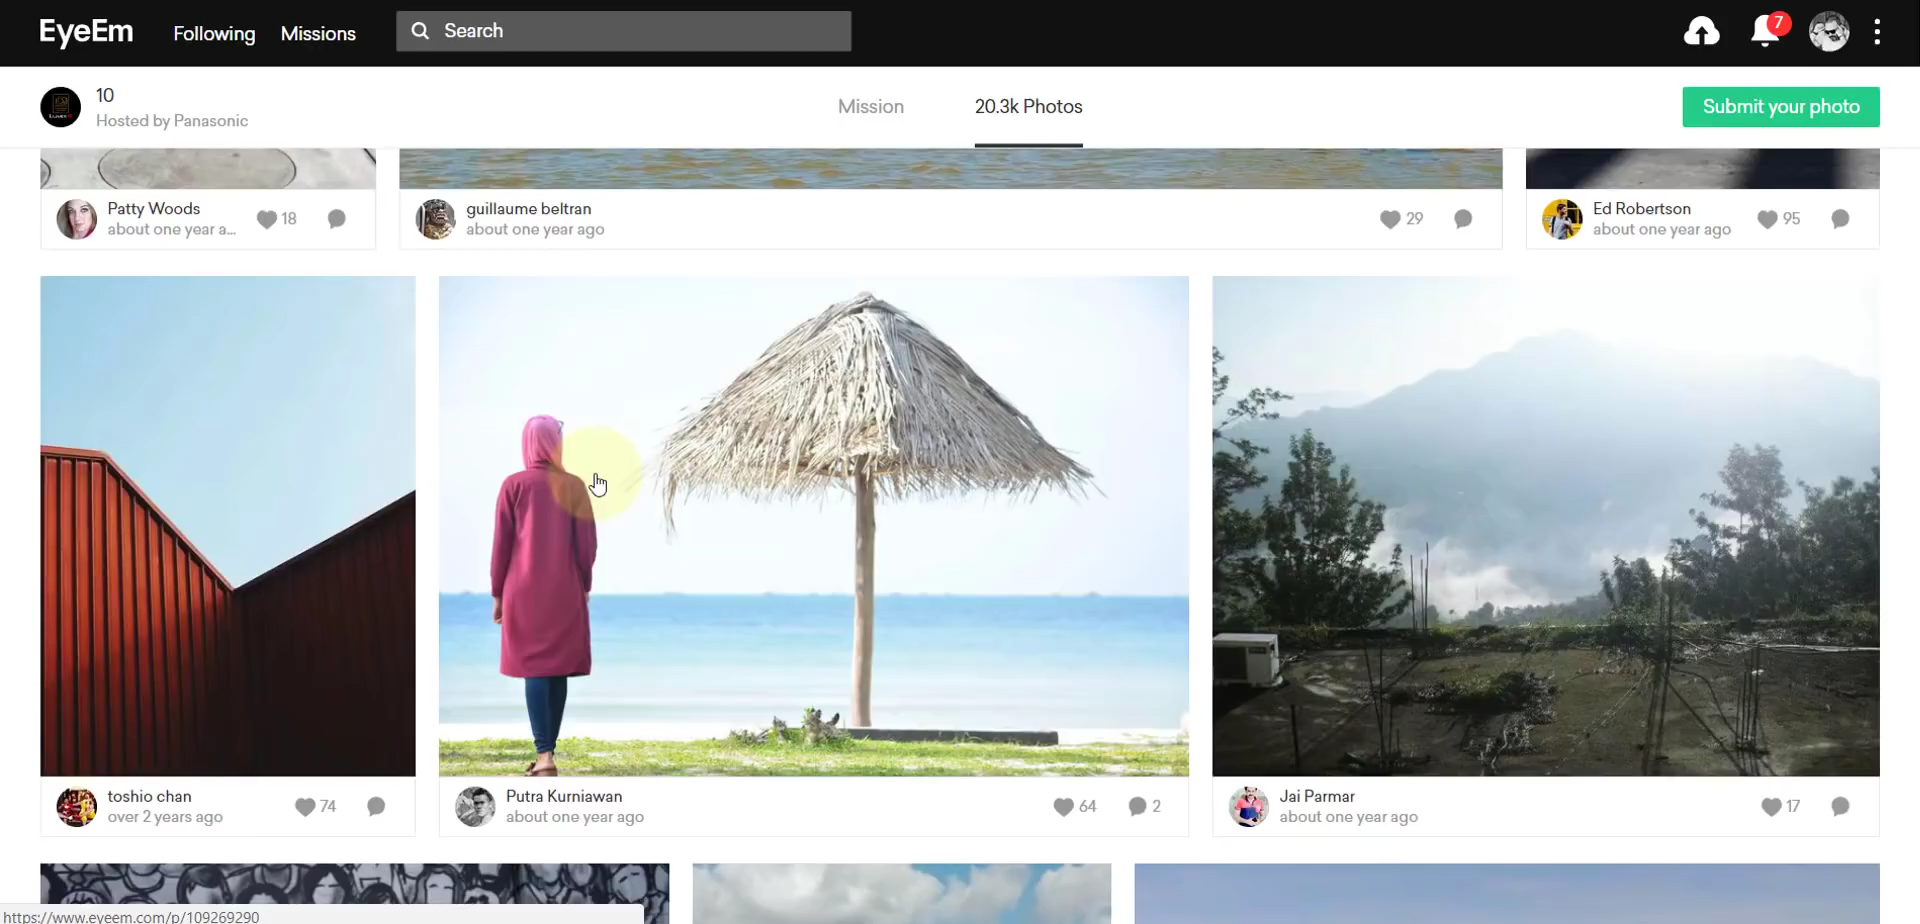 EyeEm Following Missions Search 7
10
Hosted by Panasonic
Mission 20.3k Photos Submit your photo
Patty Woods
about one year a...
18
guillaume beltran
about one year ago
29
Ed Robertson
about one year ago
95
toshio chan
over 2 years ago
74
Putra Kurniawan
about one year ago
64 2
Jai Parmar
about one year ago
17
https://www.eyeem.com/p/109269290